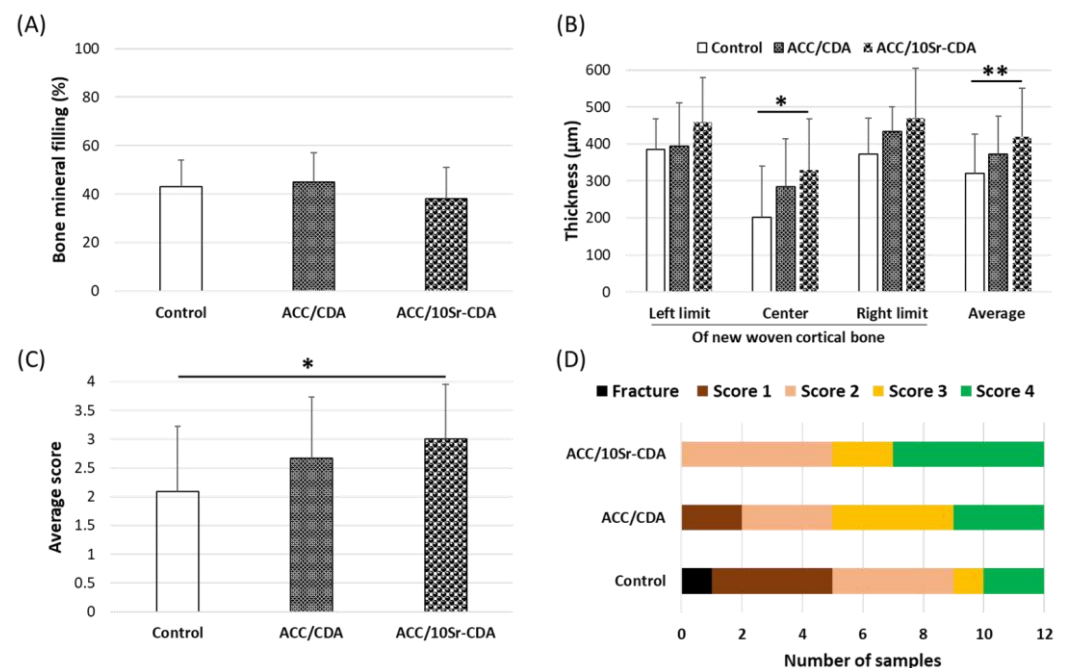 (A)
100
80
60
40
20
0
Bone mineral filling (%)
Control ACC/CDA ACC/10Sr-CDA
(B)
Control ACC/CDA ACC/10Sr-CDA
600
500
400
300
200
100
0
Thickness (µm)
*
**
Left limit Center Right limit Average
Of new woven cortical bone
(C)
*
4
3.5
3
2.5
2
1.5
1
0.5
0
Average score
Control ACC/CDA ACC/10Sr-CDA
(D)
Fracture Score 1 Score 2 Score 3 Score 4
ACC/10Sr-CDA
ACC/CDA
Control
0 2 4 6 8 10 12
Number of samples